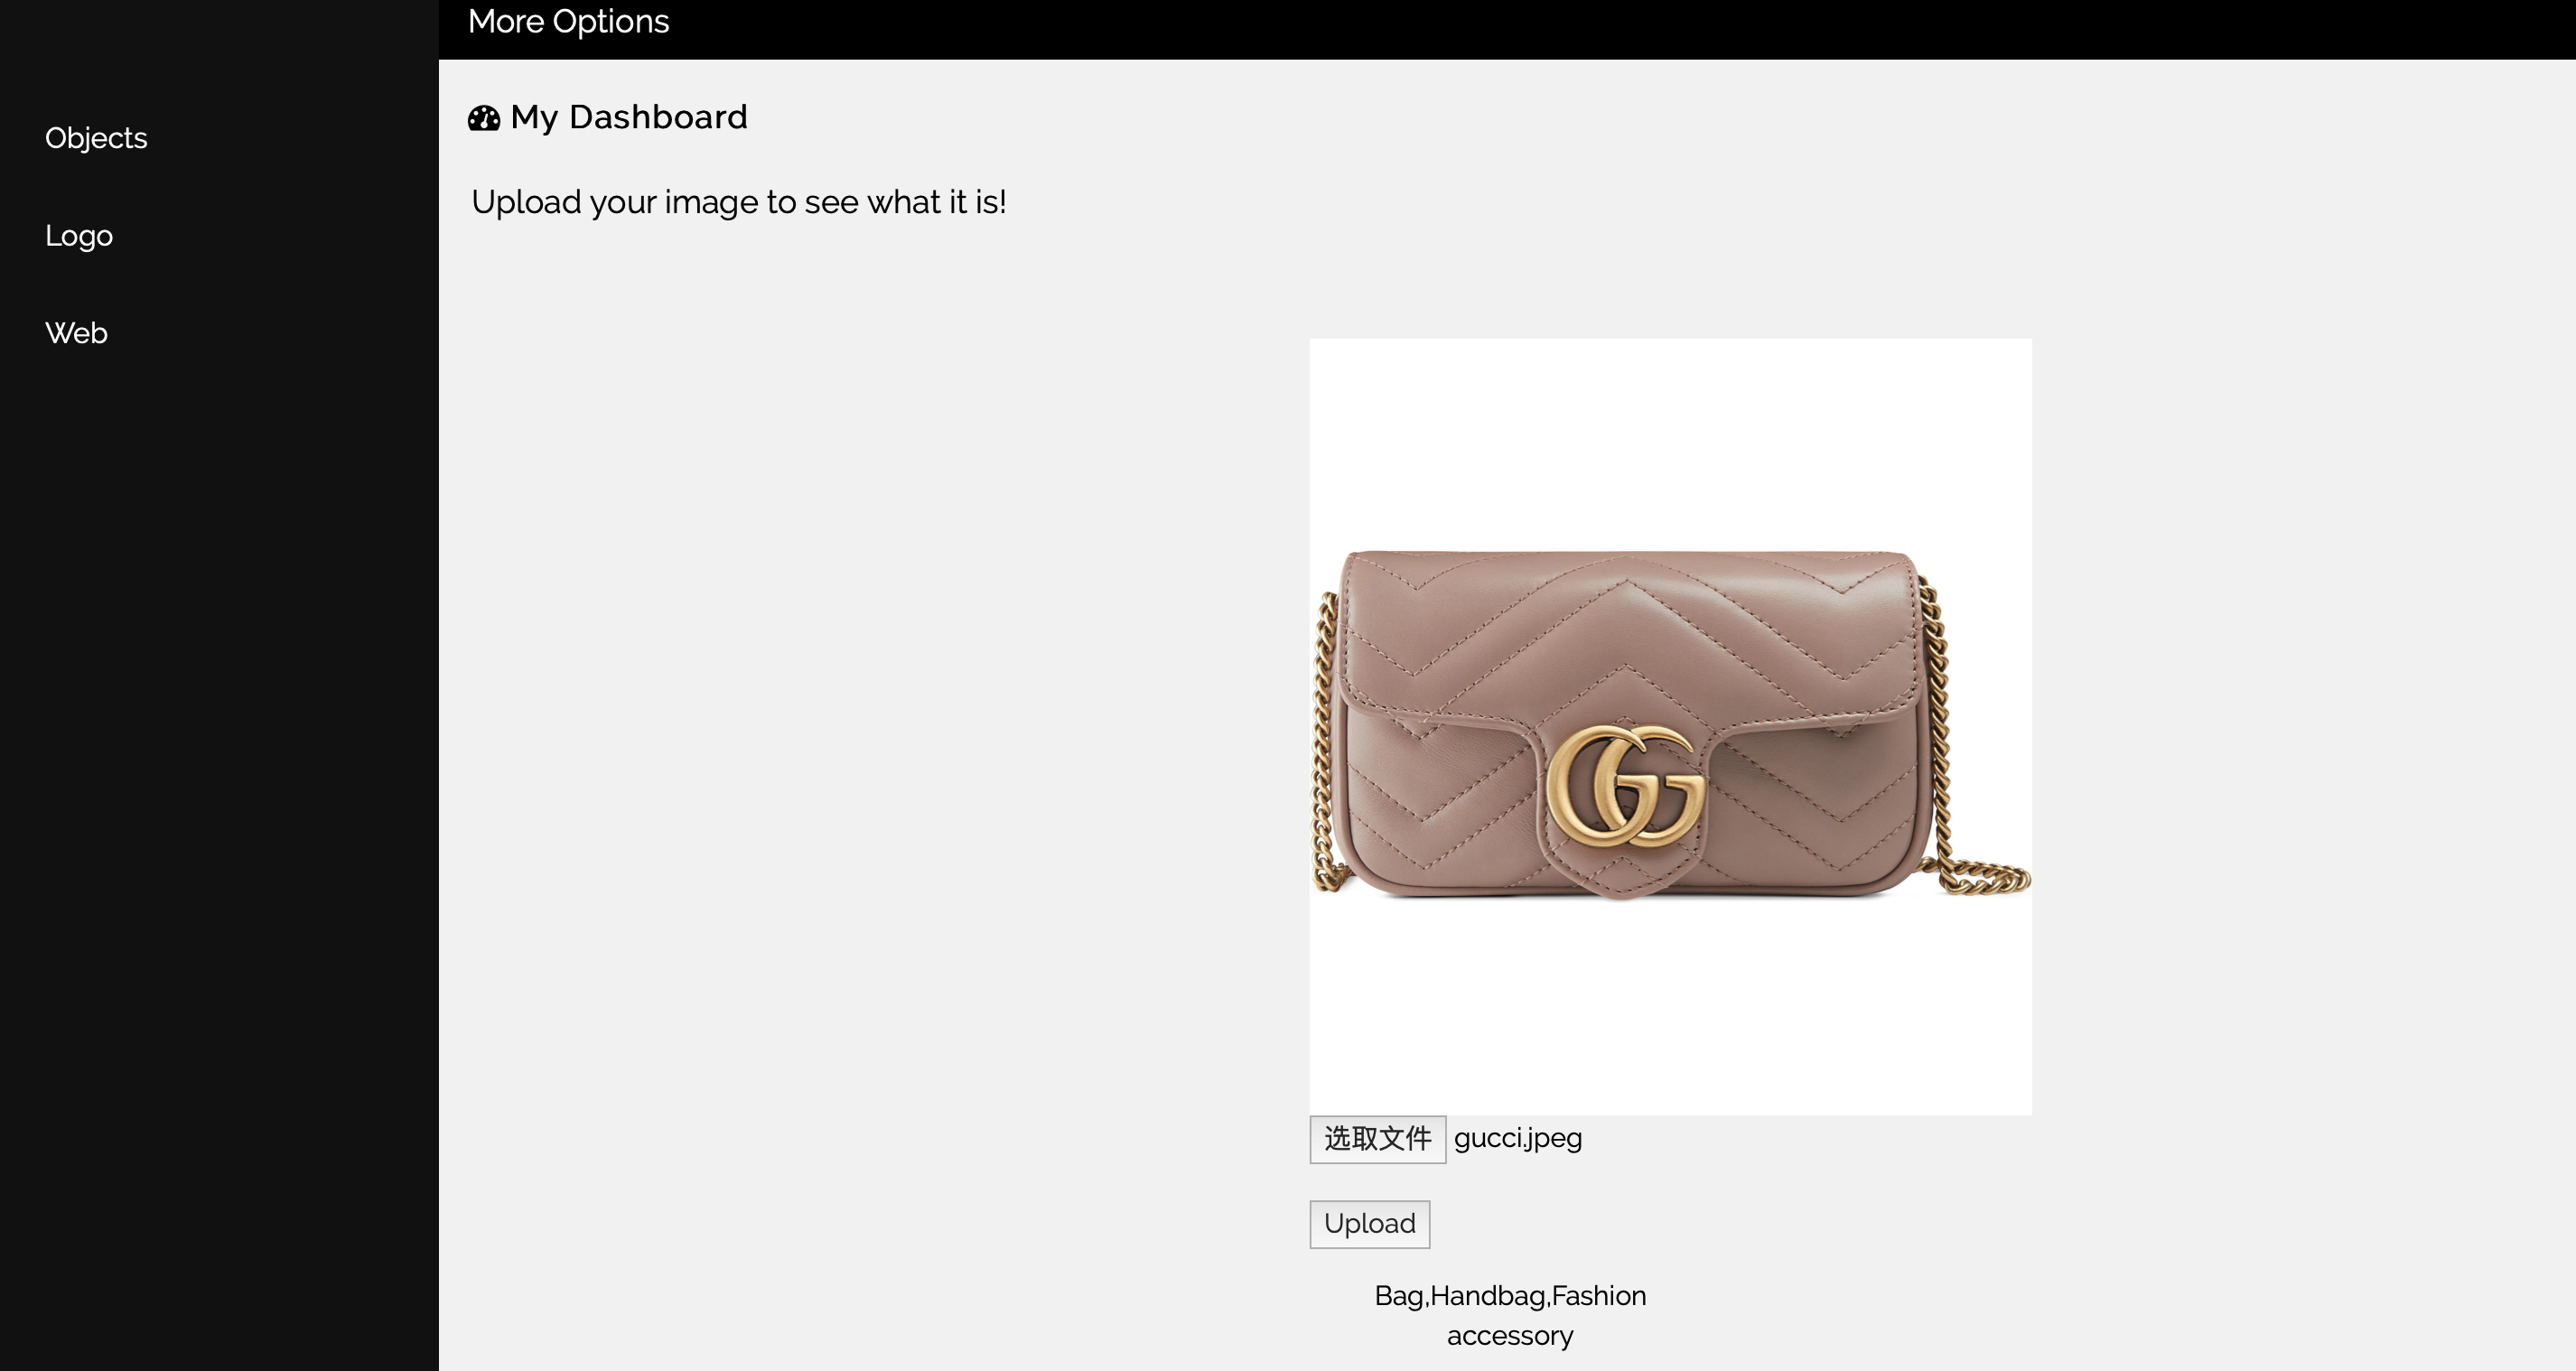 More Options
Objects
Logo
Web
My Dashboard
Upload your image to see what it is!
GG
选取文件 gucci.jpeg
Upload
Bag,Handbag,Fashion
accessory